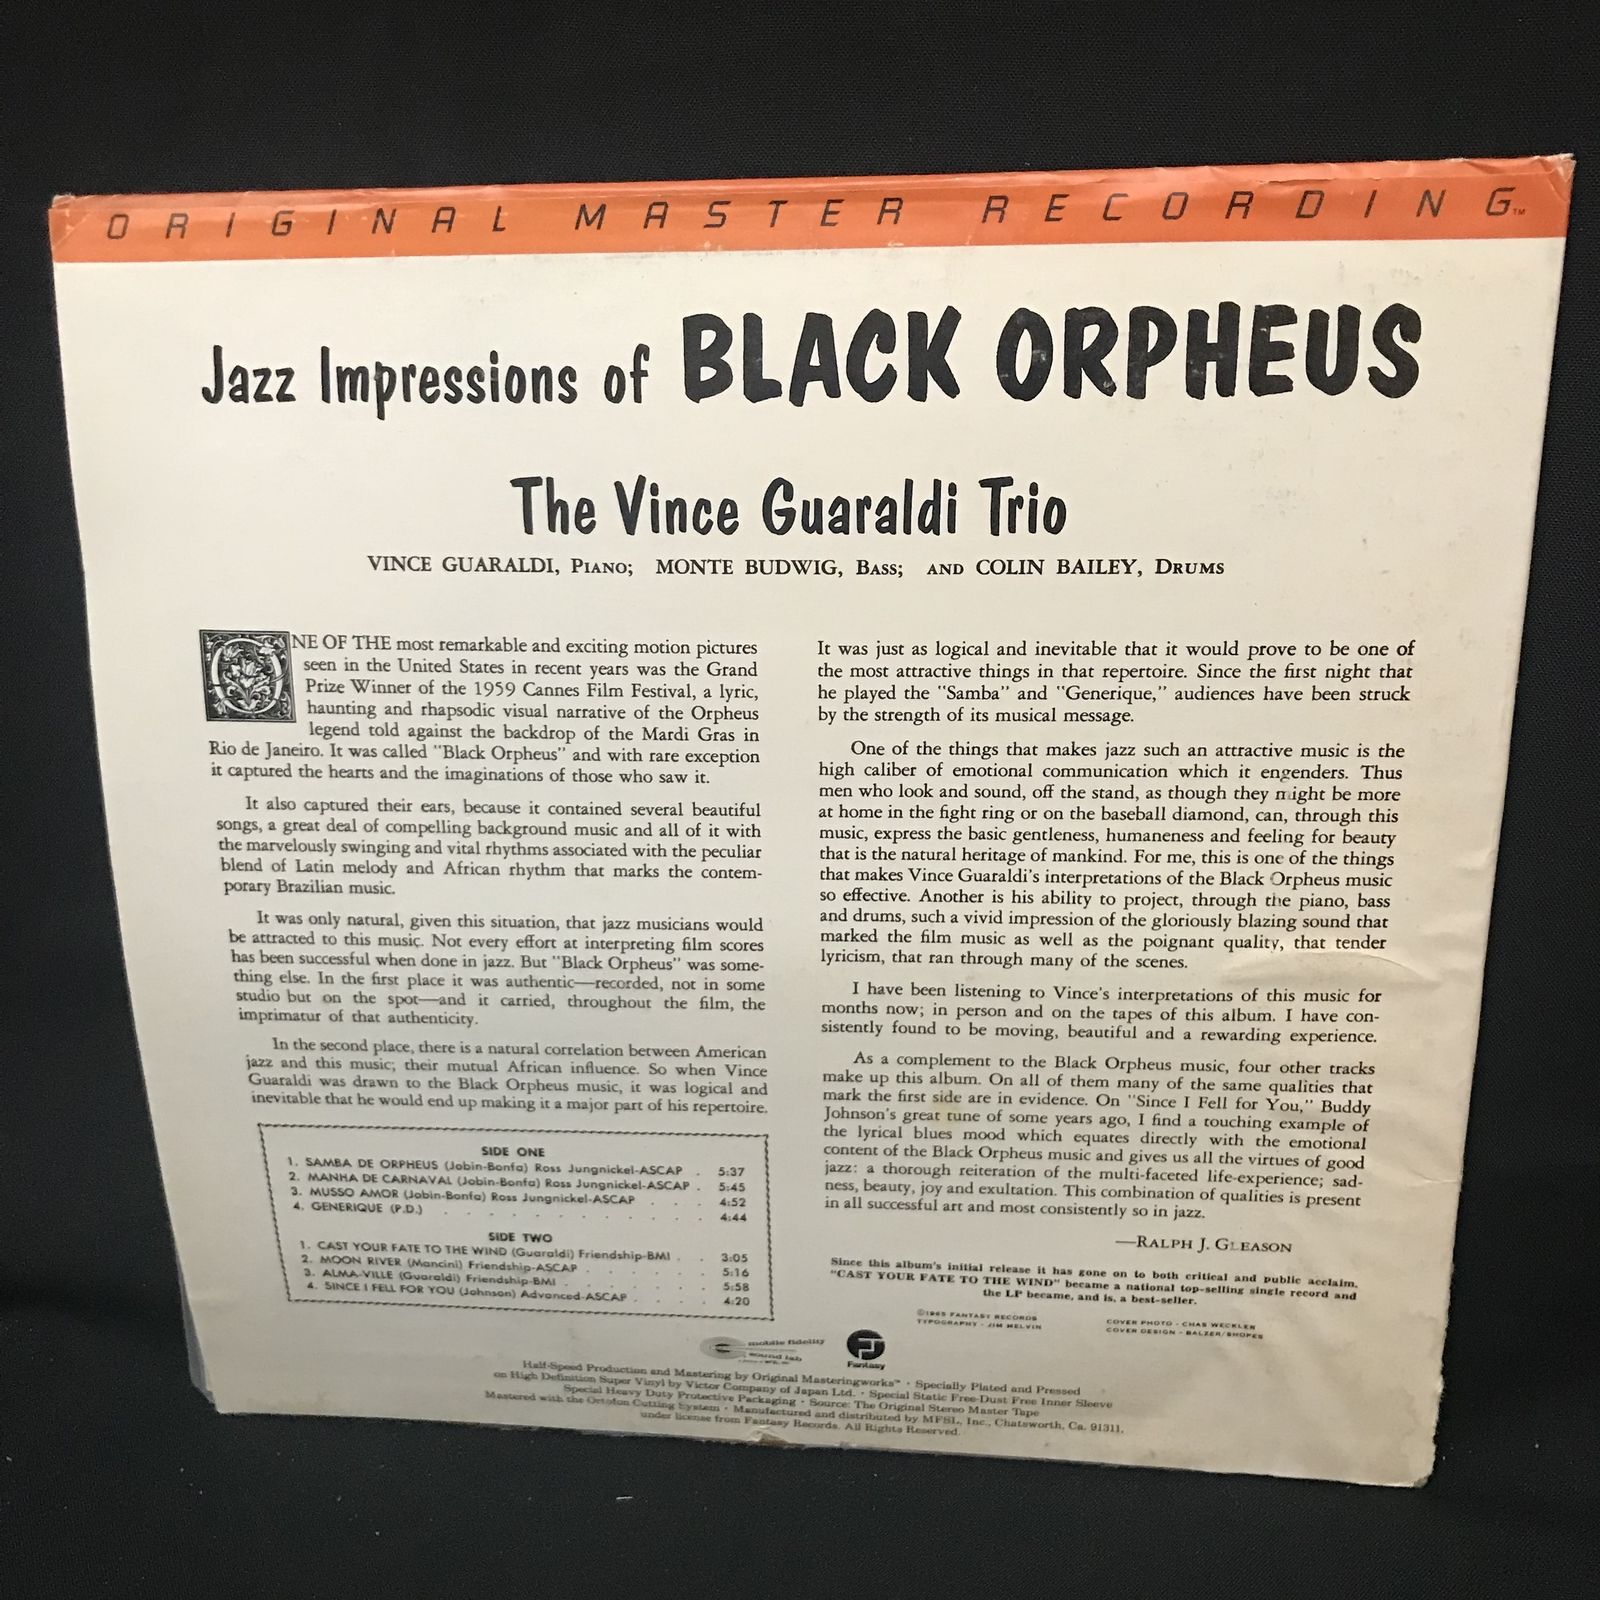 ORIGINAL MASTER RECORDING™
Jazz Impressions of BLACK ORPHEUS
The Vince Guaraldi Trio
VINCE GUARALDI, PIANO; MONTE BUDWIG, BASS; AND COLIN BAILEY, DRUMS
ONE OF THE most remarkable and exciting motion pictures
seen in the United States in recent years was the Grand
Prize Winner of the 1959 Cannes Film Festival, a lyric,
haunting and rhapsodic visual narrative of the Orpheus
legend told against the backdrop of the Mardi Gras in
Rio de Janeiro. It was called "Black Orpheus" and with rare exception
it captured the hearts and the imaginations of those who saw it.
It also captured their ears, because it contained several beautiful
songs, a great deal of compelling background music and all of it with
the marvelously swinging and vital rhythms associated with the peculiar
blend of Latin melody and African rhythm that marks the contem-
porary Brazilian music.
It was only natural, given this situation, that jazz musicians would
be attracted to this music. Not every effort at interpreting film scores
has been successful when done in jazz. But "Black Orpheus" was some-
thing else. In the first place it was authentic—recorded, not in some
studio but on the spot—and it carried, throughout the film, the
imprimatur of that authenticity.
In the second place, there is a natural correlation between American
jazz and this music; their mutual African influence. So when Vince
Guaraldi was drawn to the Black Orpheus music, it was logical and
inevitable that he would end up making it a major part of his repertoire.
SIDE ONE
1. SAMBA DE ORPHEUS (Jobin-Bonfa) Ross Jungnickel-ASCAP . 5:37
2. MANHA DE CARNAVAL (Jobin-Bonfa) Ross Jungnickel-ASCAP . 5:45
3. MUSSO AMOR (Jobin-Bonfa) Ross Jungnickel-ASCAP . . . 4:52
4. GENERIQUE (P.D.) . . . . . . . . . 4:44
SIDE TWO
1. CAST YOUR FATE TO THE WIND (Guaraldi) Friendship-BMI . . 3:05
2. MOON RIVER (Mancini) Friendship-ASCAP . . . . . 5:16
3. ALMA-VILLE (Guaraldi) Friendship-BMI . . . . . . 5:58
4. SINCE I FELL FOR YOU (Johnson) Advanced-ASCAP . . . . 4:20
It was just as logical and inevitable that it would prove to be one of
the most attractive things in that repertoire. Since the first night that
he played the "Samba" and "Generique," audiences have been struck
by the strength of its musical message.
One of the things that makes jazz such an attractive music is the
high caliber of emotional communication which it engenders. Thus
men who look and sound, off the stand, as though they might be more
at home in the fight ring or on the baseball diamond, can, through this
music, express the basic gentleness, humaneness and feeling for beauty
that is the natural heritage of mankind. For me, this is one of the things
that makes Vince Guaraldi's interpretations of the Black Orpheus music
so effective. Another is his ability to project, through the piano, bass
and drums, such a vivid impression of the gloriously blazing sound that
marked the film music as well as the poignant quality, that tender
lyricism, that ran through many of the scenes.
I have been listening to Vince's interpretations of this music for
months now; in person and on the tapes of this album. I have con-
sistently found to be moving, beautiful and a rewarding experience.
As a complement to the Black Orpheus music, four other tracks
make up this album. On all of them many of the same qualities that
mark the first side are in evidence. On "Since I Fell for You," Buddy
Johnson's great tune of some years ago, I find a touching example of
the lyrical blues mood which equates directly with the emotional
content of the Black Orpheus music and gives us all the virtues of good
jazz: a thorough reiteration of the multi-faceted life-experience; sad-
ness, beauty, joy and exultation. This combination of qualities is present
in all successful art and most consistently so in jazz.
—RALPH J. GLEASON
Since this album's initial release it has gone on to both critical and public acclaim.
"CAST YOUR FATE TO THE WIND" became a national top-selling single record and
the LP became, and is, a best-seller.
©1965 FANTASY RECORDS
TYPOGRAPHY - JIM MELVIN
COVER PHOTO - CHAS WECKLER
COVER DESIGN - BALZER/SHOPES
mobile fidelity
sound lab
Fantasy
Half-Speed Production and Mastering by Original Masteringworks™ · Specially Plated and Pressed
on High Definition Super Vinyl by Victor Company of Japan Ltd. · Special Static Free-Dust Free Inner Sleeve
Special Heavy Duty Protective Packaging · Source: The Original Stereo Master Tape
Mastered with the Ortofon Cutting System · Manufactured and distributed by MFSL, Inc., Chatsworth, Ca. 91311,
under license from Fantasy Records. All Rights Reserved.